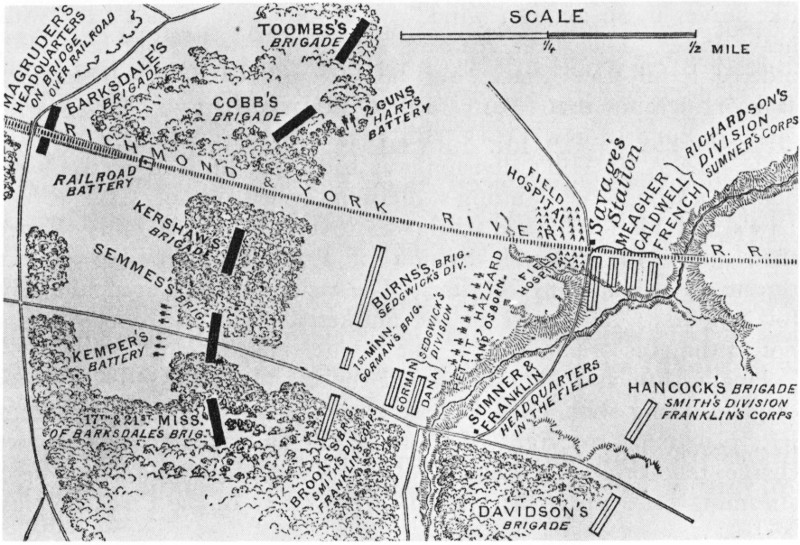 SCALE
1/4
1/2
MILE
MAGRUDER'S
HEADQUARTERS
ON BRIDGE
OVER RAILROAD
BARKSDALE'S
BRIGADE
TOOMBS'S
BRIGADE
COBB'S
BRIGADE
2 GUNS
HART'S
BATTERY
RAILROAD
BATTERY
RICHMOND & YORK RIVER R. R.
KERSHAW'S
BRIGADE
SEMMES'S BRIG.
KEMPER'S
BATTERY
17TH & 21ST MISS.
OF BARKSDALE'S BRIG.
BURNS'S BRIG.
SEDGWICK'S DIV.
1ST MINN.
GORMAN'S BRIG.
GORMAN
DANA
SEDGWICK'S
DIVISION
HAZZARD
AND OSBORN
BROOKS'S B.
SMITH'S DIV.
FRANKLIN'S CORPS
FIELD
HOSPITAL
FIELD
HO
Savage's
Station
MEAGHER
CALDWELL
FRENCH
RICHARDSON'S
DIVISION
SUMNER'S CORPS
SUMNER &
FRANKLIN
HEADQUARTERS
IN THE FIELD
HANCOCK'S BRIGADE
SMITH'S DIVISION
FRANKLIN'S CORPS
DAVIDSON'S
BRIGADE